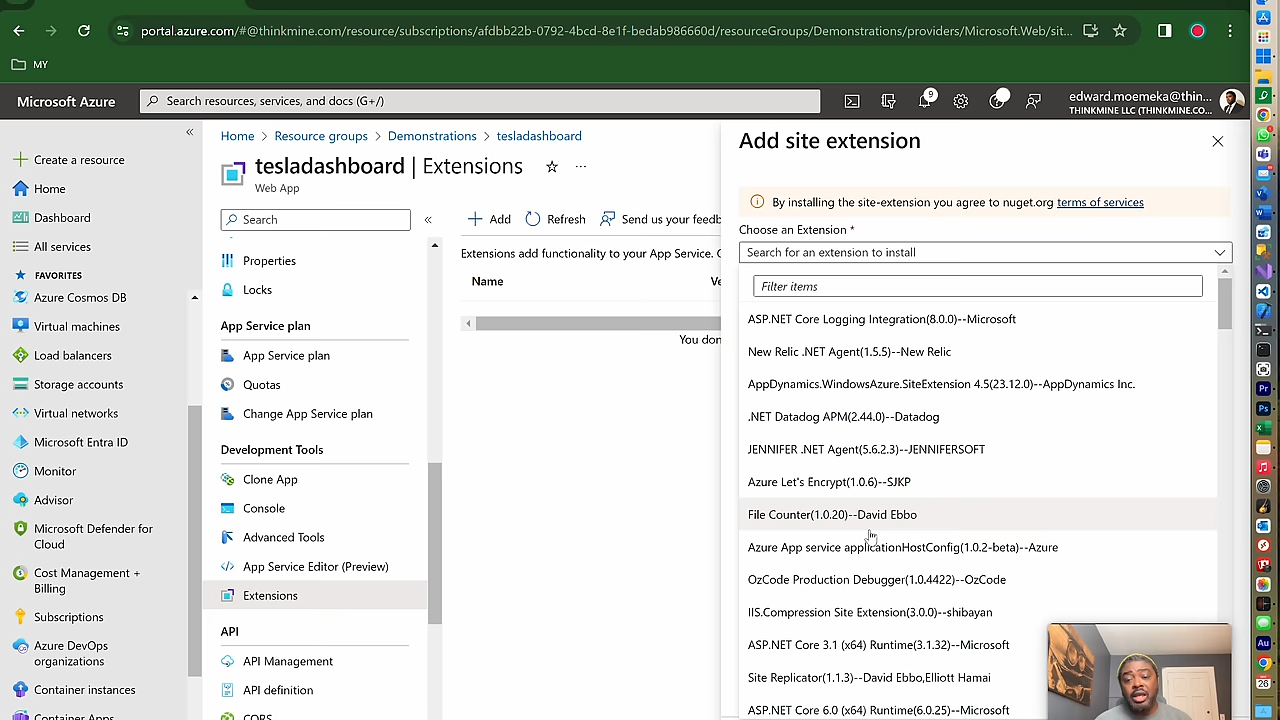 portal.azure.com/#@thinkmine.com/resource/subscriptions/afdbb22b-0792-4bcd-8e1f-bedab986660d/resourceGroups/Demonstrations/providers/Microsoft.Web/sit...
MY
Microsoft Azure
Search resources, services, and docs (G+/)
9
edward.moemeka@thin...
THINKMINE LLC (THINKMINE.CO...
Create a resource
Home
Dashboard
All services
FAVORITES
Azure Cosmos DB
Virtual machines
Load balancers
Storage accounts
Virtual networks
Microsoft Entra ID
Monitor
Advisor
Microsoft Defender for
Cloud
Cost Management +
Billing
Subscriptions
Azure DevOps
organizations
Container instances
Container Apps
Home > Resource groups > Demonstrations > tesladashboard
tesladashboard | Extensions
Web App
Search
Properties
Locks
App Service plan
App Service plan
Quotas
Change App Service plan
Development Tools
Clone App
Console
Advanced Tools
App Service Editor (Preview)
Extensions
API
API Management
API definition
CORS
Add
Refresh
Send us your feedb
Extensions add functionality to your App Service. C
Name
Ve
You don
Add site extension
By installing the site-extension you agree to nuget.org terms of services
Choose an Extension *
Search for an extension to install
Filter items
ASP.NET Core Logging Integration(8.0.0)--Microsoft
New Relic .NET Agent(1.5.5)--New Relic
AppDynamics.WindowsAzure.SiteExtension 4.5(23.12.0)--AppDynamics Inc.
.NET Datadog APM(2.44.0)--Datadog
JENNIFER .NET Agent(5.6.2.3)--JENNIFERSOFT
Azure Let's Encrypt(1.0.6)--SJKP
File Counter(1.0.20)--David Ebbo
Azure App service applicationHostConfig(1.0.2-beta)--Azure
OzCode Production Debugger(1.0.4422)--OzCode
IIS.Compression Site Extension(3.0.0)--shibayan
ASP.NET Core 3.1 (x64) Runtime(3.1.32)--Microsoft
Site Replicator(1.1.3)--David Ebbo,Elliott Hamai
ASP.NET Core 6.0 (x64) Runtime(6.0.25)--Microsoft
Pr
Ps
Au
26